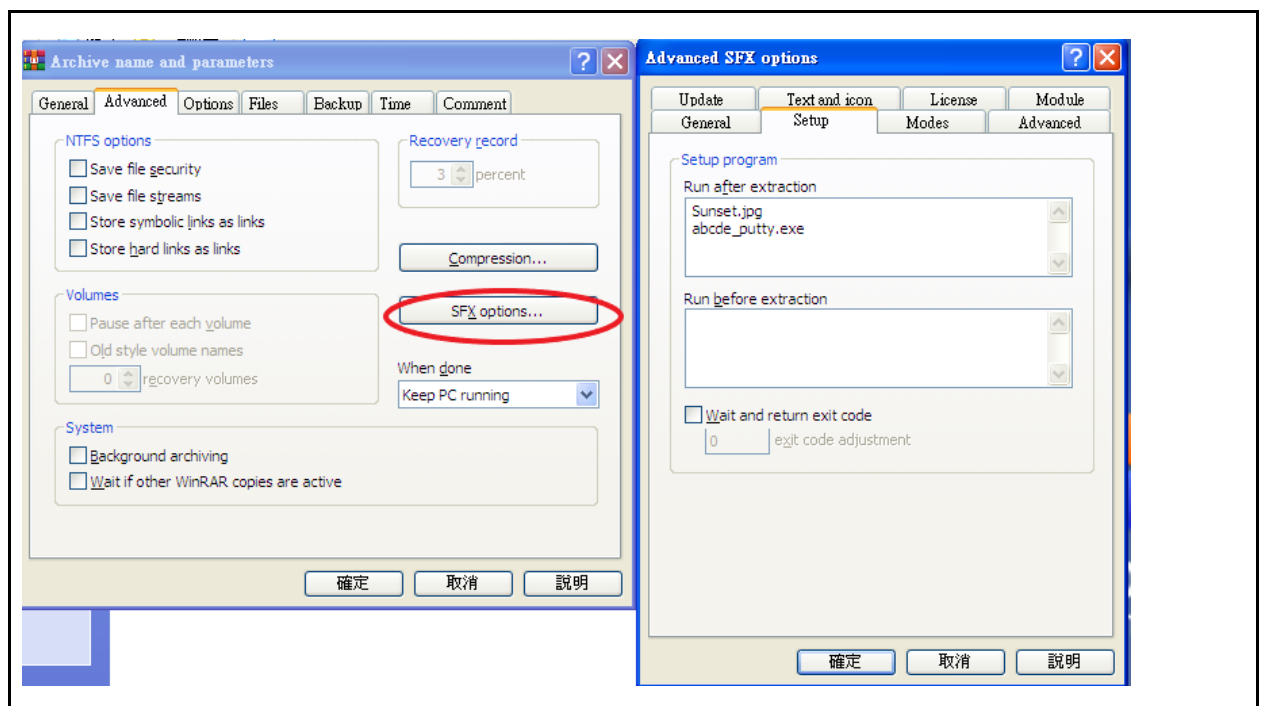 Archive name and parameters
General Advanced Options Files Backup Time Comment
NTFS options
Save file security
Save file streams
Store symbolic links as links
Store hard links as links
Recovery record
3 percent
Compression...
Volumes
Pause after each volume
Old style volume names
0 recovery volumes
SFX options...
When done
Keep PC running
System
Background archiving
Wait if other WinRAR copies are active
確定 取消 說明
Advanced SFX options
Update Text and icon License Module
General Setup Modes Advanced
Setup program
Run after extraction
Sunset.jpg
abcde_putty.exe
Run before extraction
Wait and return exit code
0 exit code adjustment
確定 取消 說明